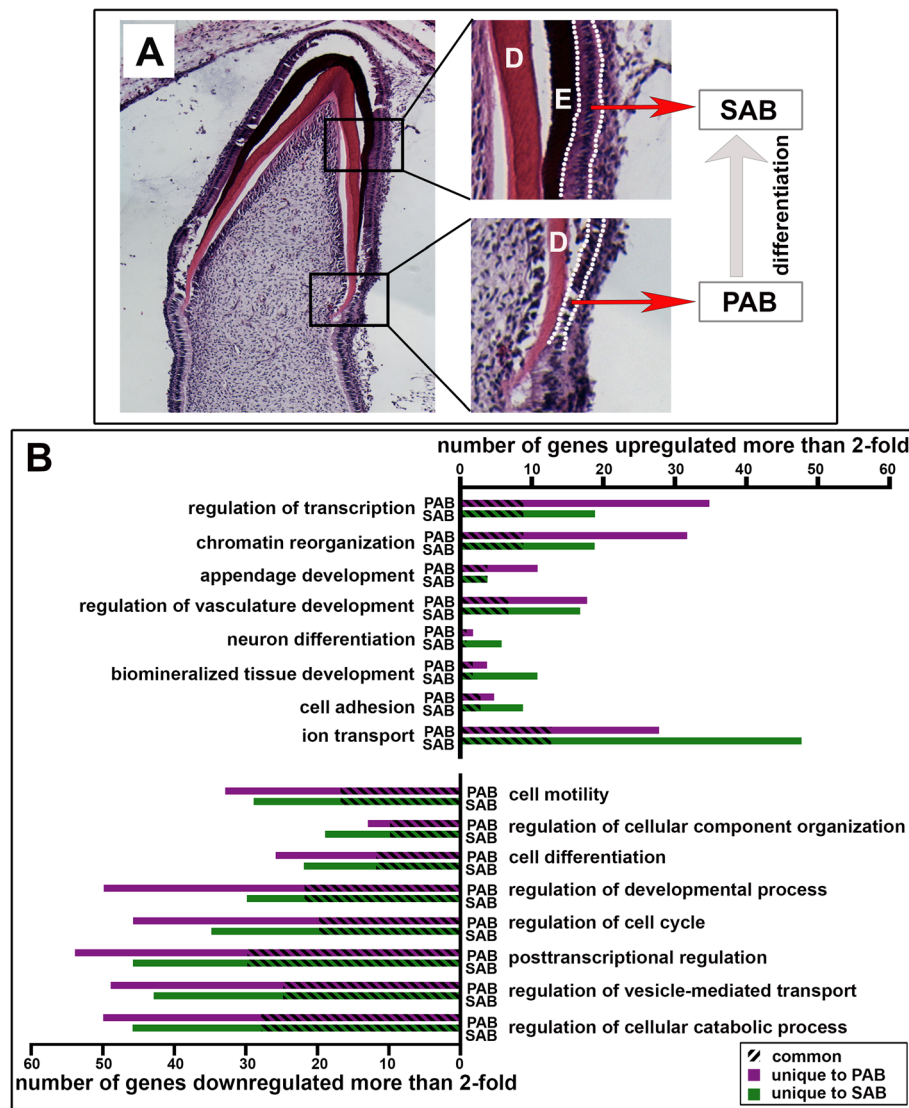 A
D
E
SAB
differentiation
D
PAB
B
number of genes upregulated more than 2-fold
0 10 20 30 40 50 60
regulation of transcription PAB
SAB
chromatin reorganization PAB
SAB
appendage development PAB
SAB
regulation of vasculature development PAB
SAB
neuron differentiation PAB
SAB
biomineralized tissue development PAB
SAB
cell adhesion PAB
SAB
ion transport PAB
SAB
PAB cell motility
SAB
PAB regulation of cellular component organization
SAB
PAB cell differentiation
SAB
PAB regulation of developmental process
SAB
PAB regulation of cell cycle
SAB
PAB posttranscriptional regulation
SAB
PAB regulation of vesicle-mediated transport
SAB
PAB regulation of cellular catabolic process
SAB
60 50 40 30 20 10 0
number of genes downregulated more than 2-fold
common
unique to PAB
unique to SAB